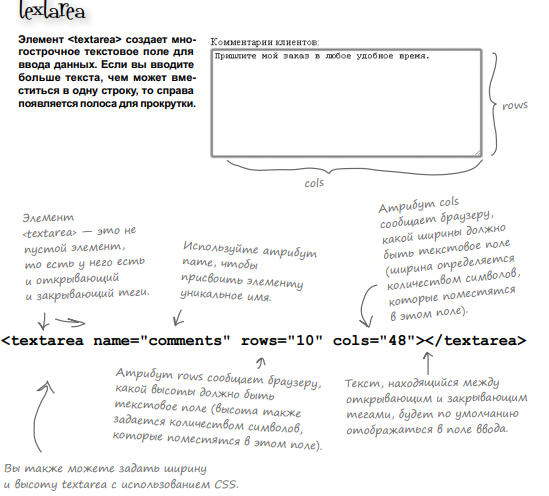 textarea
Элемент <textarea> создает мно-
гострочное текстовое поле для
ввода данных. Если вы вводите
больше текста, чем может вме-
ститься в одну строку, то справа
появляется полоса для прокрутки.
Комментарии клиентов:
Пришлите мой заказ в любое удобное время.
rows
cols
Элемент
<textarea> — это не
пустой элемент,
то есть у него есть
и открывающий
и закрывающий теги.
Используйте атрибут
name, чтобы
присвоить элементу
уникальное имя.
Атрибут cols
сообщает браузеру,
какой ширины должно
быть текстовое поле
(ширина определяется
количеством символов,
которые поместятся
в этом поле).
<textarea name="comments" rows="10" cols="48"></textarea>
Атрибут rows сообщает браузеру,
какой высоты должно быть
текстовое поле (высота также
задается количеством символов,
которые поместятся в этом поле).
Текст, находящийся между
открывающим и закрывающим
тегами, будет по умолчанию
отображаться в поле ввода.
Вы также можете задать ширину
и высоту textarea с использованием CSS.